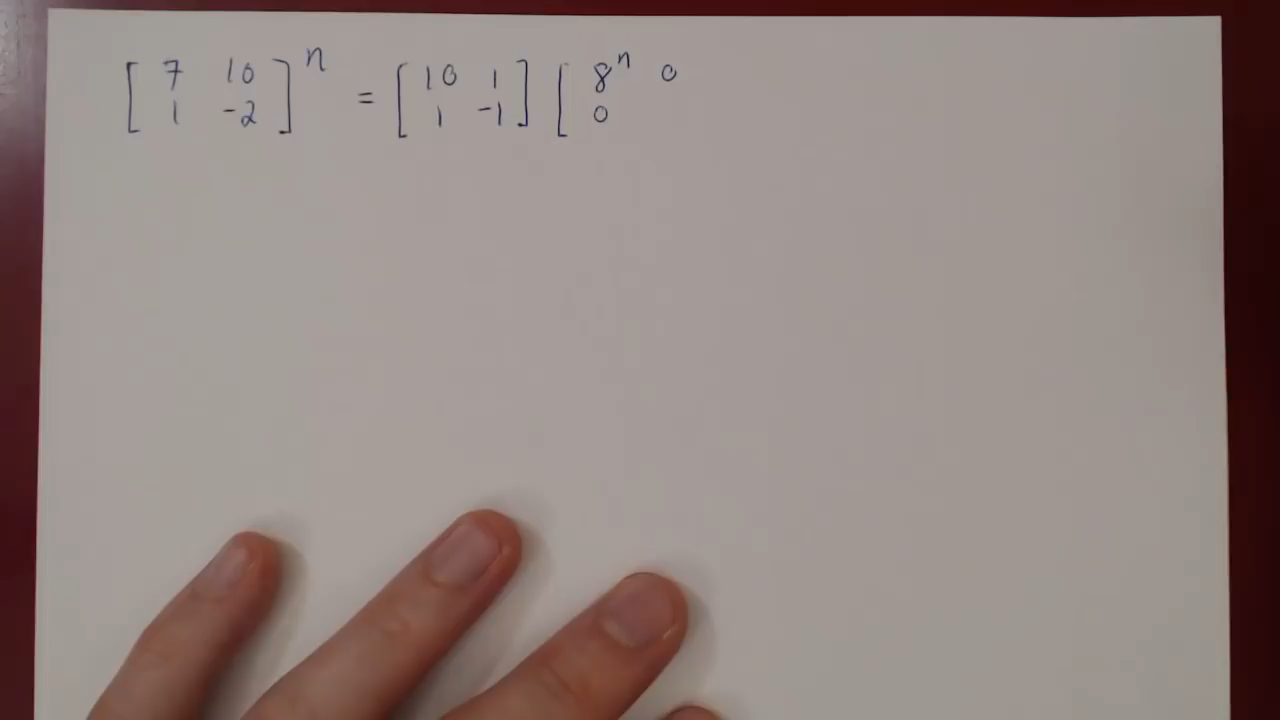 [ 7 10 ]^n = [ 10 1 ] [ 8^n 0
[ 1 -2 ] [ 1 -1 ] [ 0